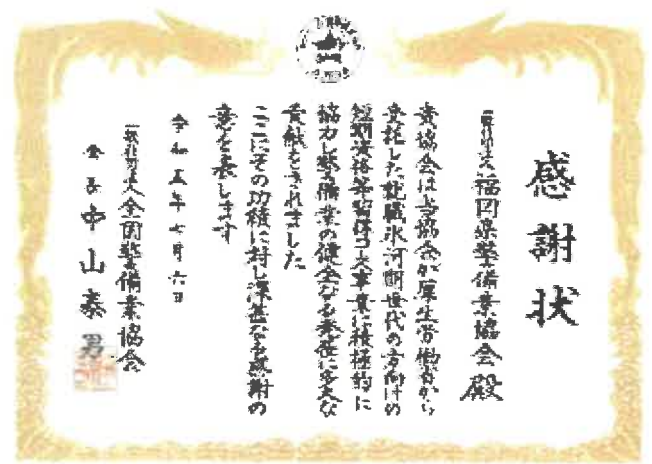 感謝状
一般社団法人福岡県警備業協会殿
貴協会は当協会が厚生労働省から
委託した就職氷河期世代の方向けの
短期資格等習得コース事業に積極的に
協力し警備業の健全なる発展に多大な
貢献をされました
ここにその功績に対し深甚なる感謝の
意を表します
令和五年七月六日
一般社団法人全国警備業協会
会長中山泰男